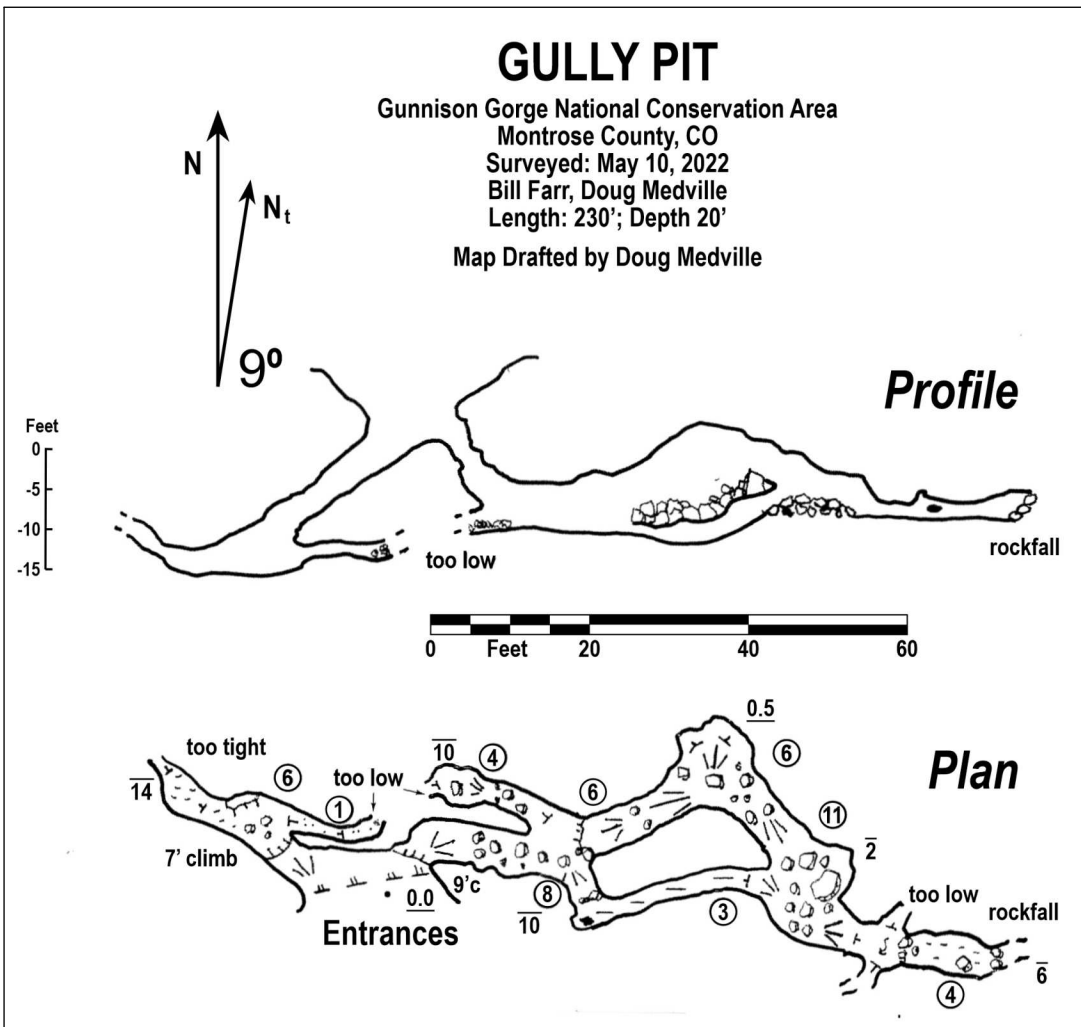 GULLY PIT
Gunnison Gorge National Conservation Area
Montrose County, CO
Surveyed: May 10, 2022
Bill Farr, Doug Medville
Length: 230’; Depth 20’
Map Drafted by Doug Medville
N
Nt
9º
Profile
Feet
0
-5
-10
-15
too low
rockfall
0 Feet 20 40 60
Plan
0.5
too tight
10
4
6
6
14
6
too low
1
11
2
7’ climb
9’c
0.0
8
10
3
too low
rockfall
6
4
Entrances